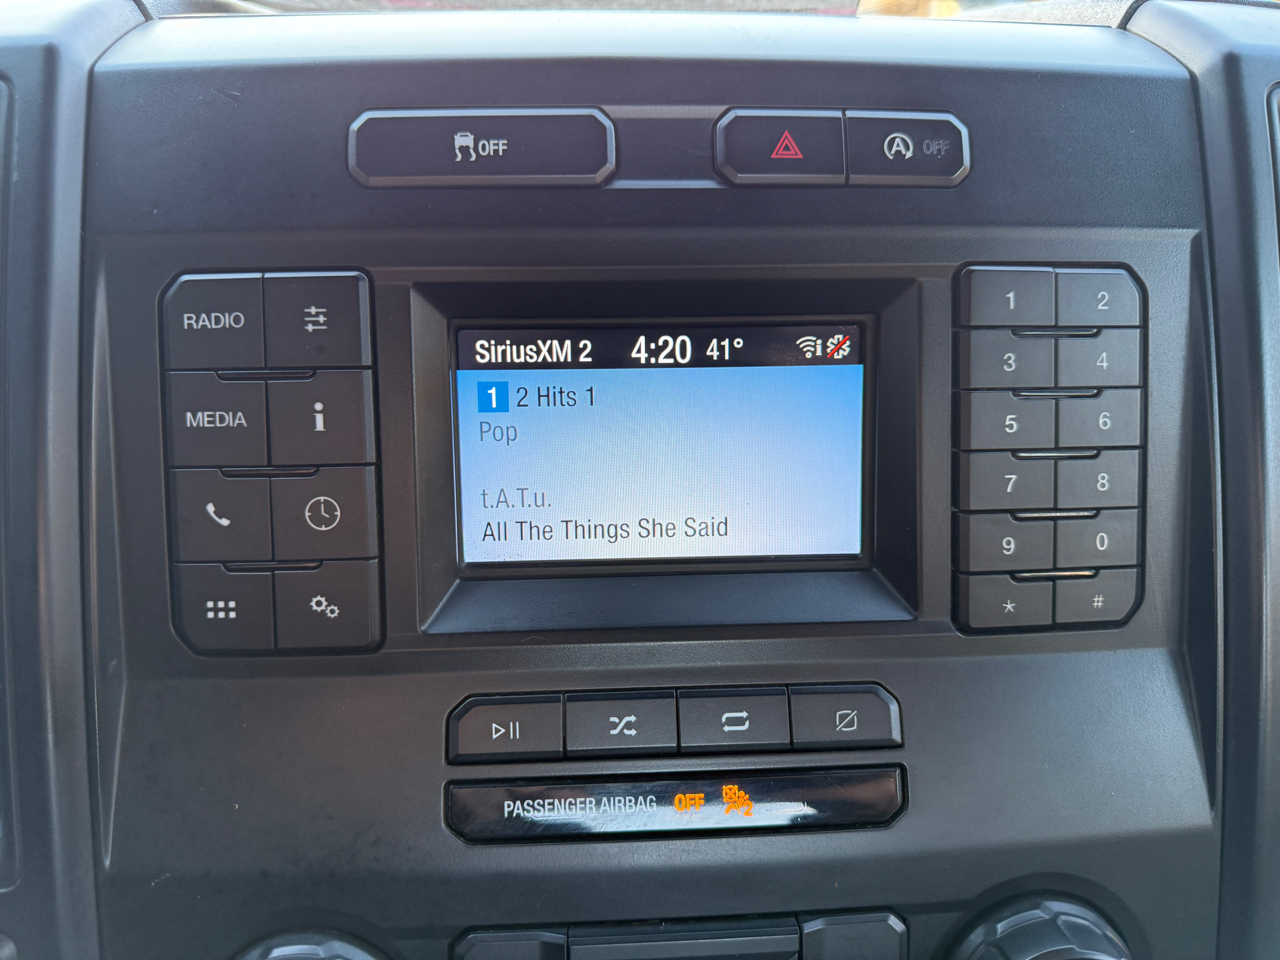 OFF
A OFF
RADIO
MEDIA
i
SiriusXM 2 4:20 41° i
1 2 Hits 1
Pop
t.A.T.u.
All The Things She Said
1 2
3 4
5 6
7 8
9 0
* #
PASSENGER AIRBAG OFF 2